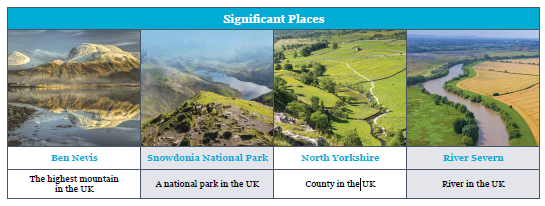 Significant Places
Ben Nevis
Snowdonia National Park
North Yorkshire
River Severn
The highest mountain
in the UK
A national park in the UK
County in the UK
River in the UK